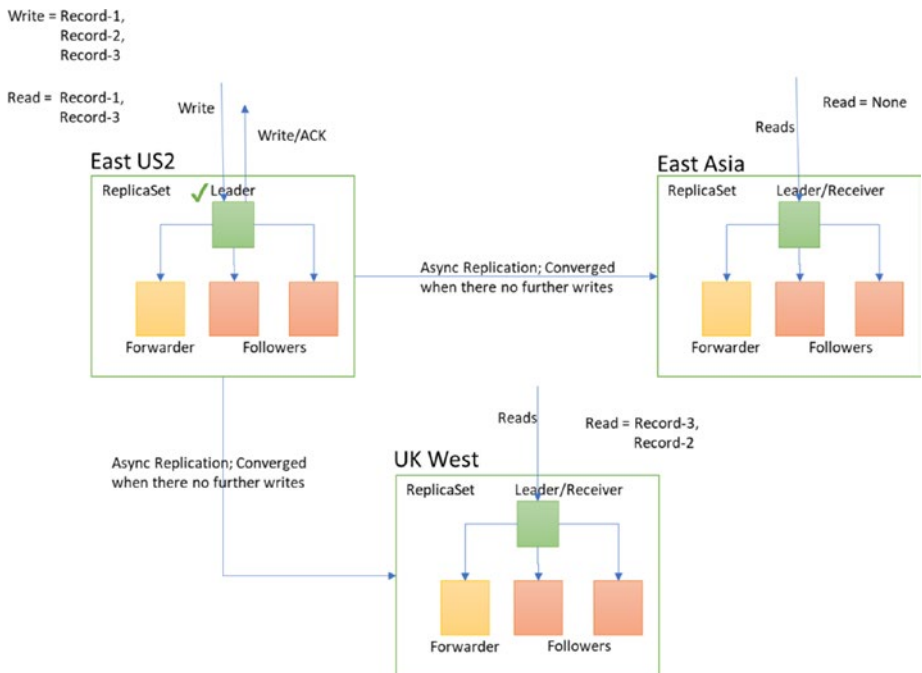 Write = Record-1,
Record-2,
Record-3
Read = Record-1,
Record-3
Write
Write/ACK
East US2
ReplicaSet
Leader
Forwarder
Followers
Async Replication; Converged
when there no further writes
Reads
Read = None
East Asia
ReplicaSet
Leader/Receiver
Forwarder
Followers
Async Replication; Converged
when there no further writes
Reads
Read = Record-3,
Record-2
UK West
ReplicaSet
Leader/Receiver
Forwarder
Followers